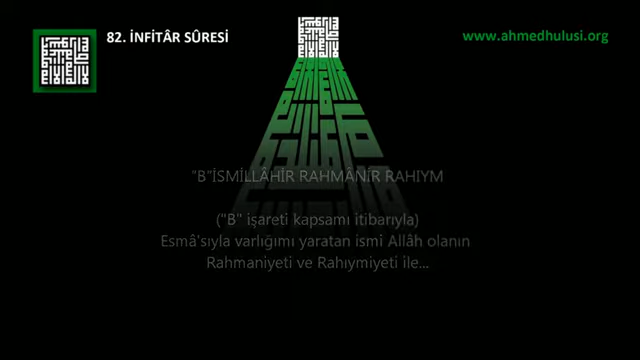 82. İNFİTÂR SÛRESİ
www.ahmedhulusi.org
"B"İSMİLLÂHİR RAHMÂNİR RAHIYM
("B" işareti kapsamı itibarıyla)
Esmâ'sıyla varlığımı yaratan ismi Allâh olanın
Rahmaniyeti ve Rahıymiyeti ile...